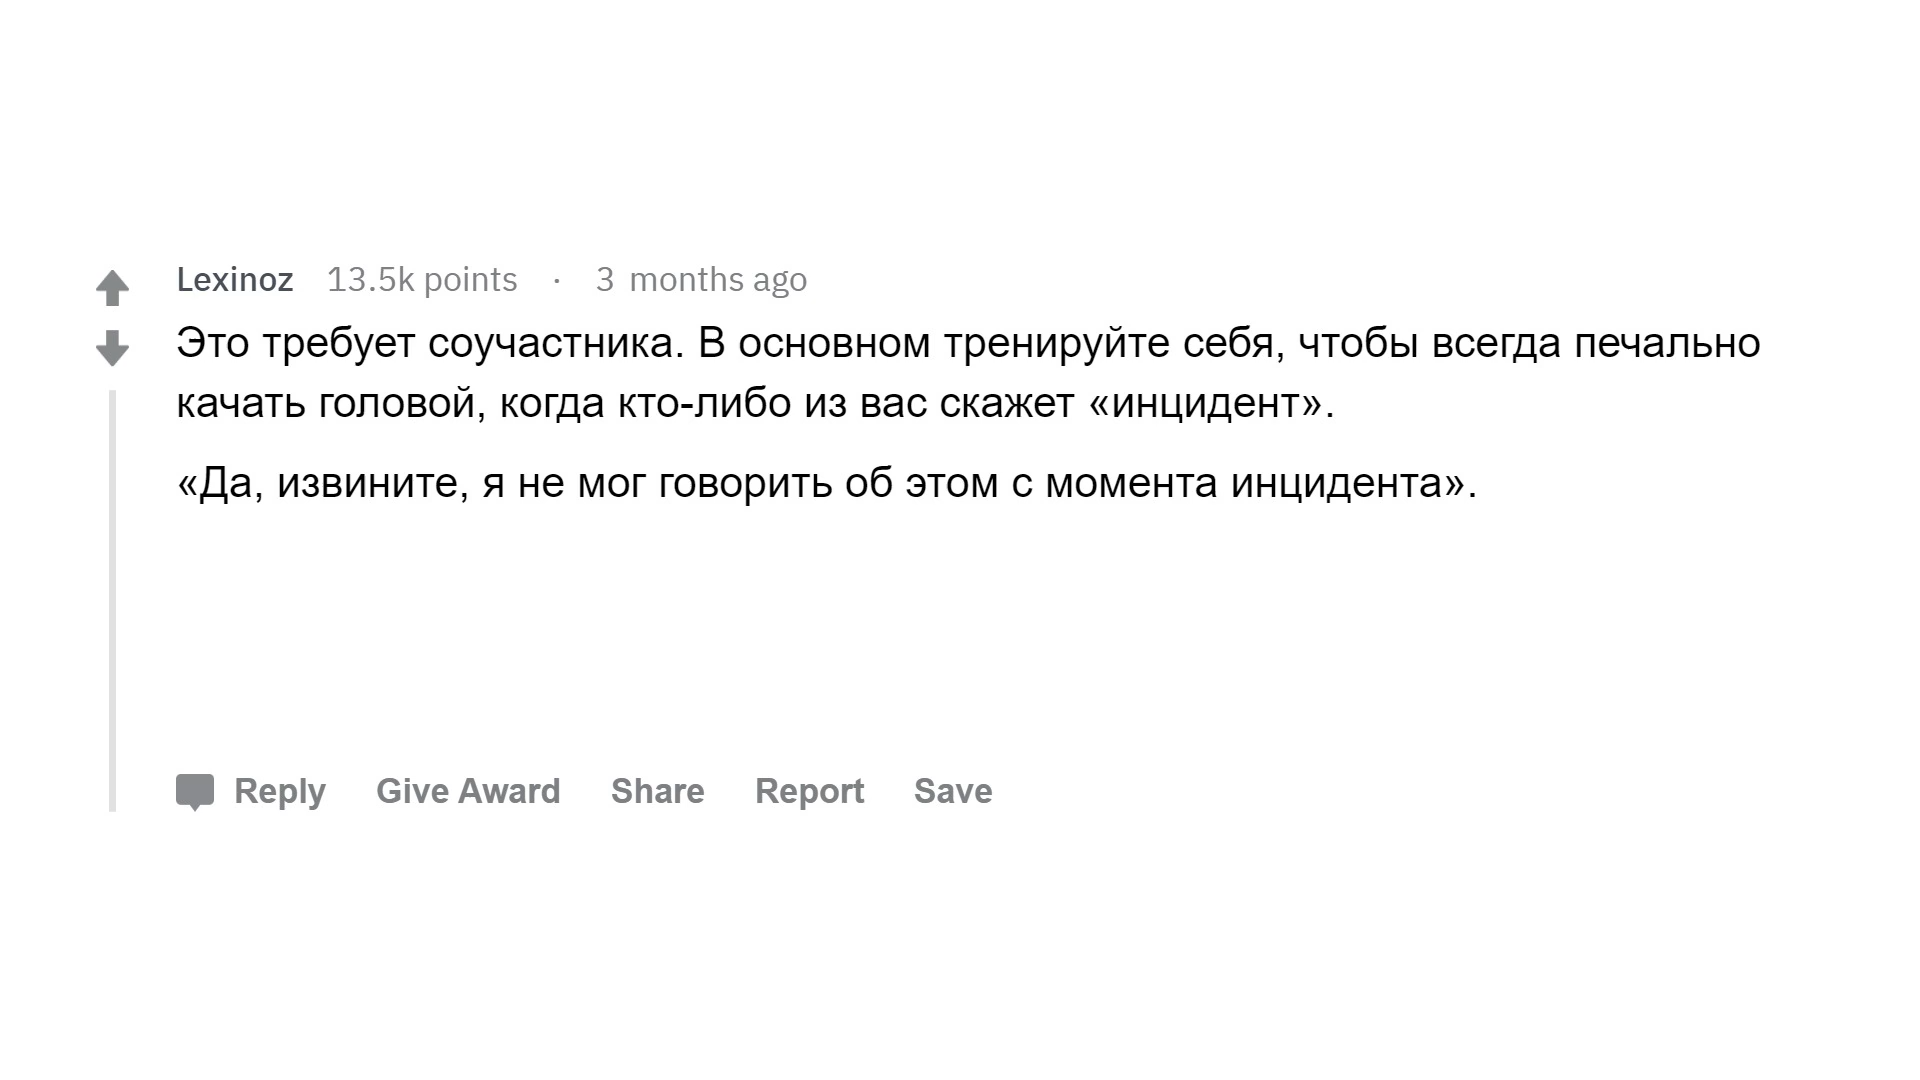 Lexinoz 13.5k points · 3 months ago
Это требует соучастника. В основном тренируйте себя, чтобы всегда печально
качать головой, когда кто-либо из вас скажет «инцидент».
«Да, извините, я не мог говорить об этом с момента инцидента».
Reply Give Award Share Report Save